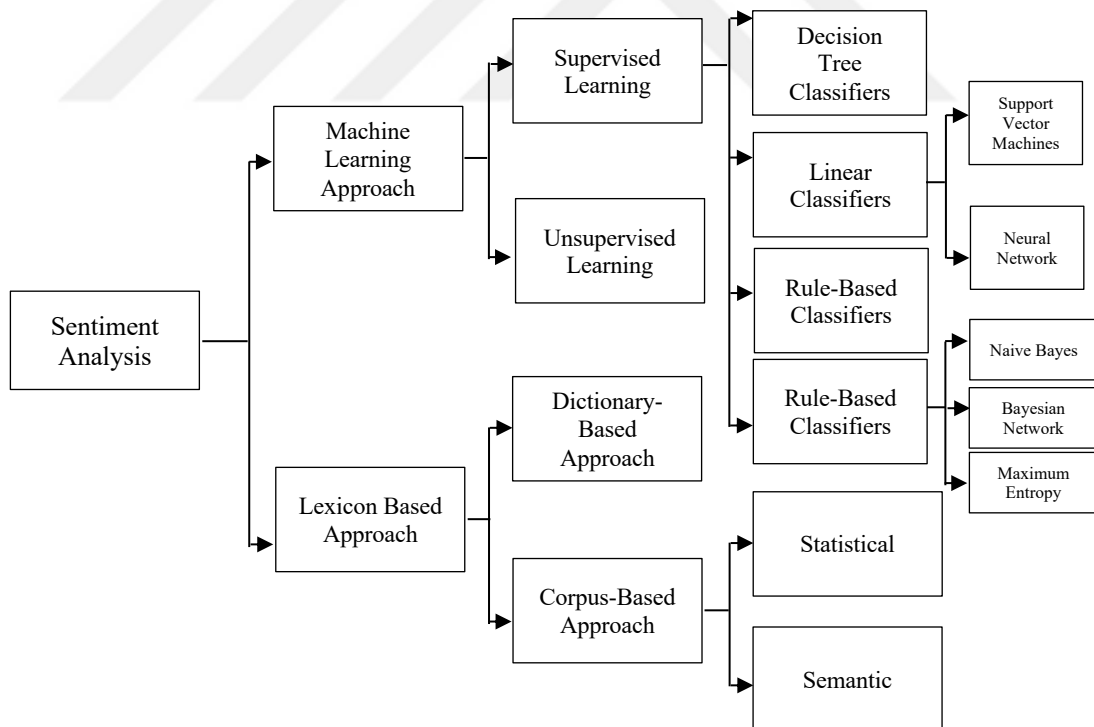 Sentiment
Analysis
Machine
Learning
Approach
Lexicon Based
Approach
Supervised
Learning
Unsupervised
Learning
Dictionary-
Based
Approach
Corpus-Based
Approach
Decision
Tree
Classifiers
Linear
Classifiers
Rule-Based
Classifiers
Rule-Based
Classifiers
Statistical
Semantic
Support
Vector
Machines
Neural
Network
Naive Bayes
Bayesian
Network
Maximum
Entropy